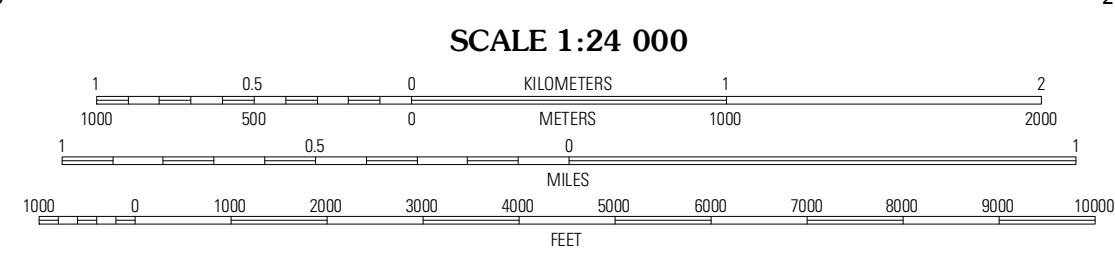 SCALE 1:24 000
1 0.5 0 KILOMETERS 1 2
1000 500 0 METERS 1000 2000
1 0.5 0 1
MILES
1000 0 1000 2000 3000 4000 5000 6000 7000 8000 9000 10000
FEET